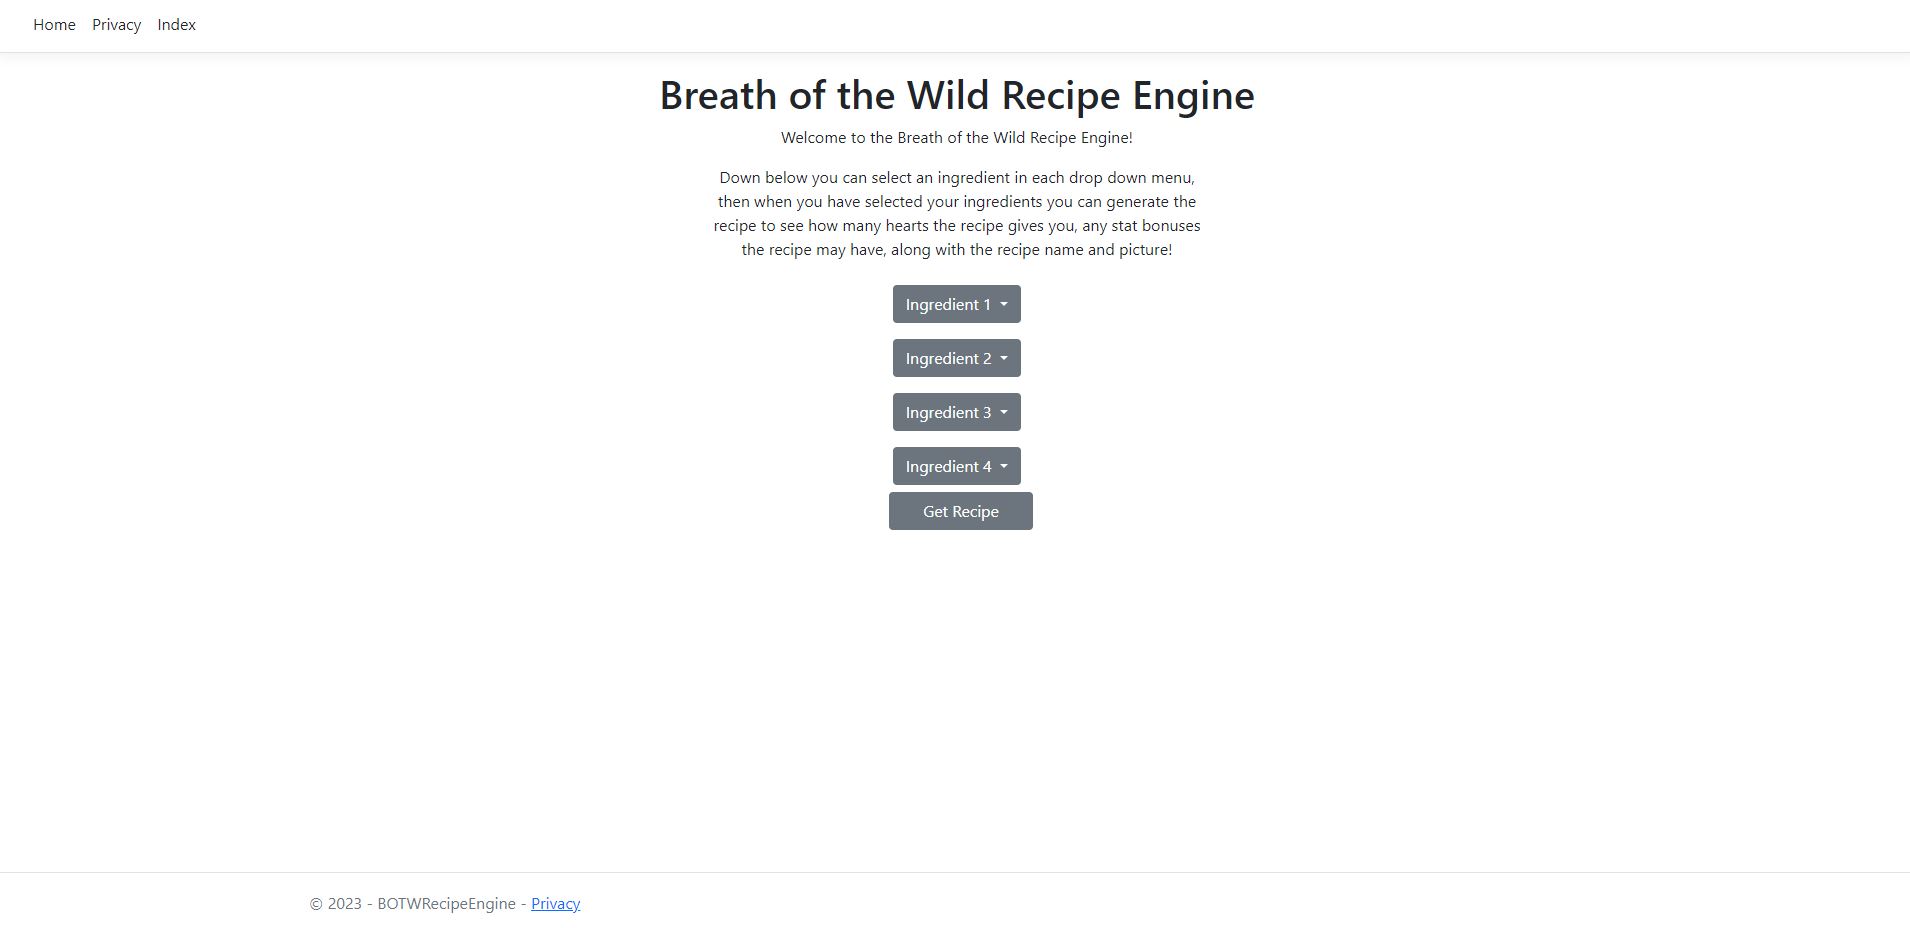 Home Privacy Index
Breath of the Wild Recipe Engine
Welcome to the Breath of the Wild Recipe Engine!
Down below you can select an ingredient in each drop down menu,
then when you have selected your ingredients you can generate the
recipe to see how many hearts the recipe gives you, any stat bonuses
the recipe may have, along with the recipe name and picture!
Ingredient 1
Ingredient 2
Ingredient 3
Ingredient 4
Get Recipe
© 2023 - BOTWRecipeEngine - Privacy